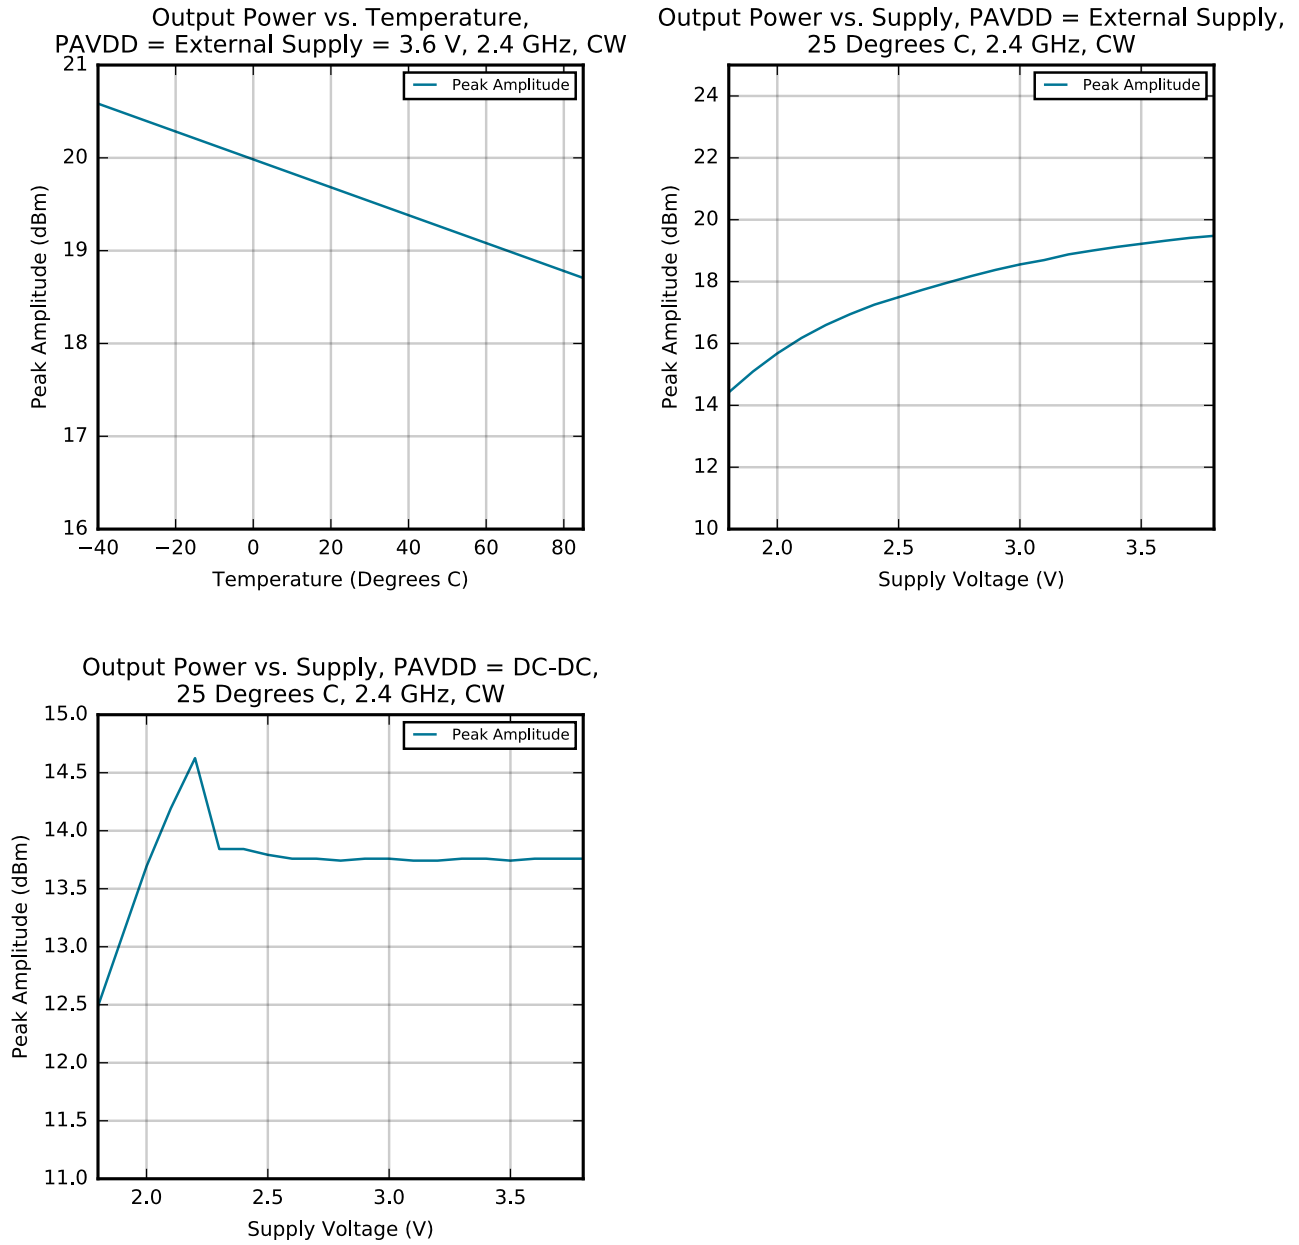 Output Power vs. Temperature,
PAVDD = External Supply = 3.6 V, 2.4 GHz, CW
Peak Amplitude
21
20
19
18
17
16
Peak Amplitude (dBm)
−40
−20
0
20
40
60
80
Temperature (Degrees C)
Output Power vs. Supply, PAVDD = External Supply,
25 Degrees C, 2.4 GHz, CW
Peak Amplitude
24
22
20
18
16
14
12
10
Peak Amplitude (dBm)
2.0
2.5
3.0
3.5
Supply Voltage (V)
Output Power vs. Supply, PAVDD = DC-DC,
25 Degrees C, 2.4 GHz, CW
Peak Amplitude
15.0
14.5
14.0
13.5
13.0
12.5
12.0
11.5
11.0
Peak Amplitude (dBm)
2.0
2.5
3.0
3.5
Supply Voltage (V)